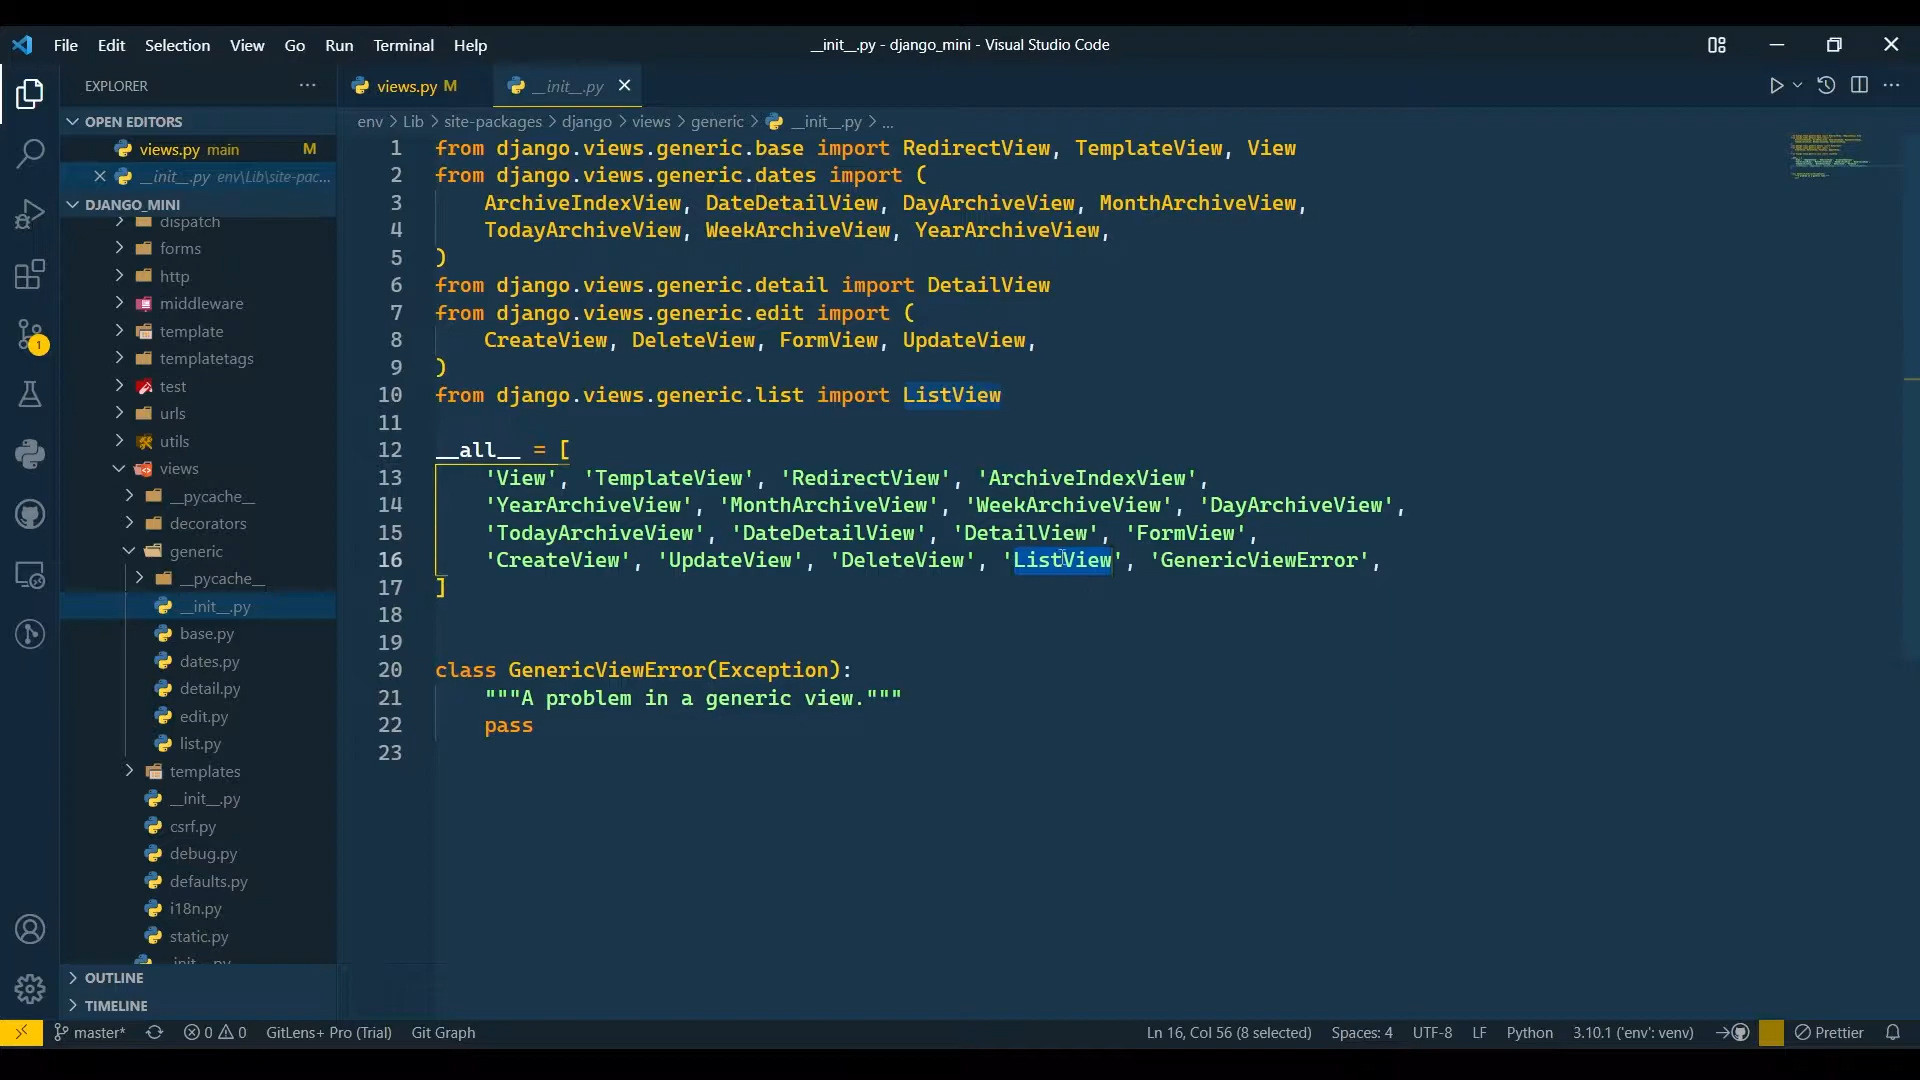 File Edit Selection View Go Run Terminal Help
__init__.py - django_mini - Visual Studio Code
EXPLORER
views.py M
__init__.py
OPEN EDITORS
env > Lib > site-packages > django > views > generic > __init__.py > ...
views.py main M
__init__.py env\Lib\site-pac...
DJANGO_MINI
dispatch
forms
http
middleware
template
templatetags
test
urls
utils
views
__pycache__
decorators
generic
__pycache__
__init__.py
base.py
dates.py
detail.py
edit.py
list.py
templates
__init__.py
csrf.py
debug.py
defaults.py
i18n.py
static.py
__init__.py
OUTLINE
TIMELINE
1 from django.views.generic.base import RedirectView, TemplateView, View
2 from django.views.generic.dates import (
3 ArchiveIndexView, DateDetailView, DayArchiveView, MonthArchiveView,
4 TodayArchiveView, WeekArchiveView, YearArchiveView,
5 )
6 from django.views.generic.detail import DetailView
7 from django.views.generic.edit import (
8 CreateView, DeleteView, FormView, UpdateView,
9 )
10 from django.views.generic.list import ListView
11
12 __all__ = [
13 'View', 'TemplateView', 'RedirectView', 'ArchiveIndexView',
14 'YearArchiveView', 'MonthArchiveView', 'WeekArchiveView', 'DayArchiveView',
15 'TodayArchiveView', 'DateDetailView', 'DetailView', 'FormView',
16 'CreateView', 'UpdateView', 'DeleteView', 'ListView', 'GenericViewError',
17 ]
18
19
20 class GenericViewError(Exception):
21 """A problem in a generic view."""
22 pass
23
1
master* 0 0 GitLens+ Pro (Trial) Git Graph
Ln 16, Col 56 (8 selected) Spaces: 4 UTF-8 LF Python 3.10.1 ('env': venv) Prettier